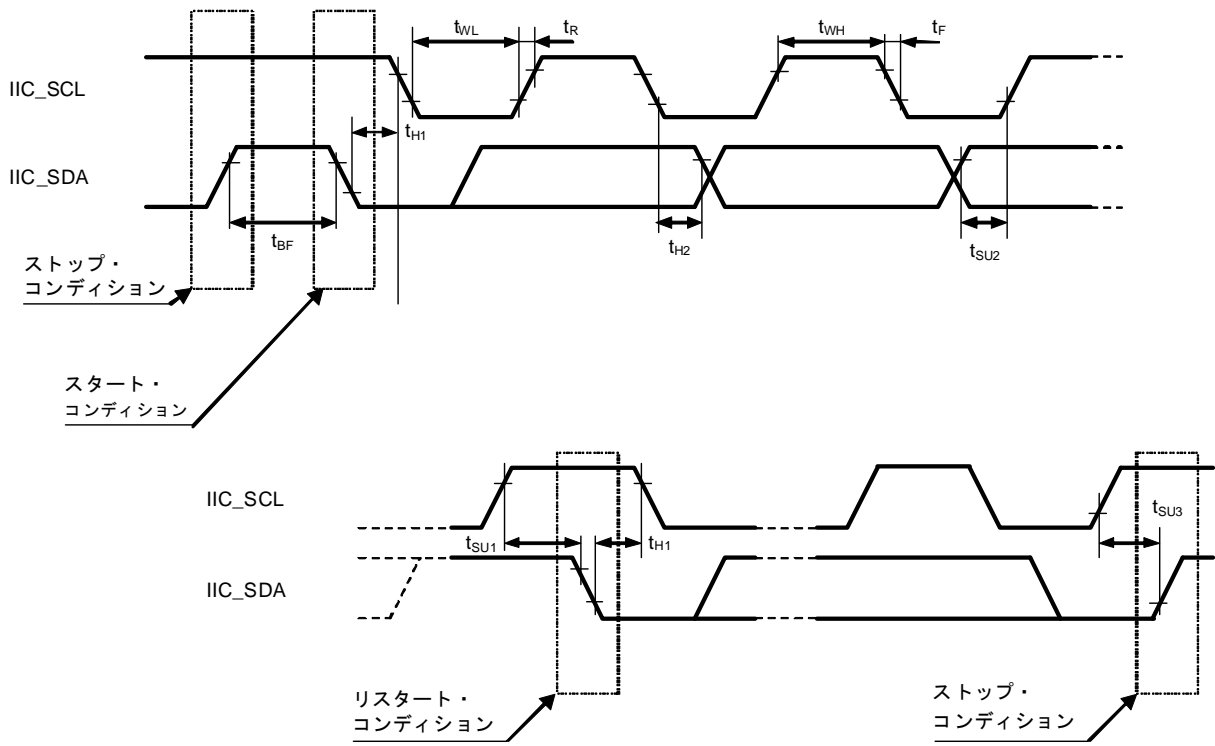 tWL
tR
tWH
tF
IIC_SCL
tH1
IIC_SDA
tBF
tH2
tSU2
ストップ・
コンディション
スタート・
コンディション
IIC_SCL
tSU1
tH1
tSU3
IIC_SDA
リスタート・
コンディション
ストップ・
コンディション